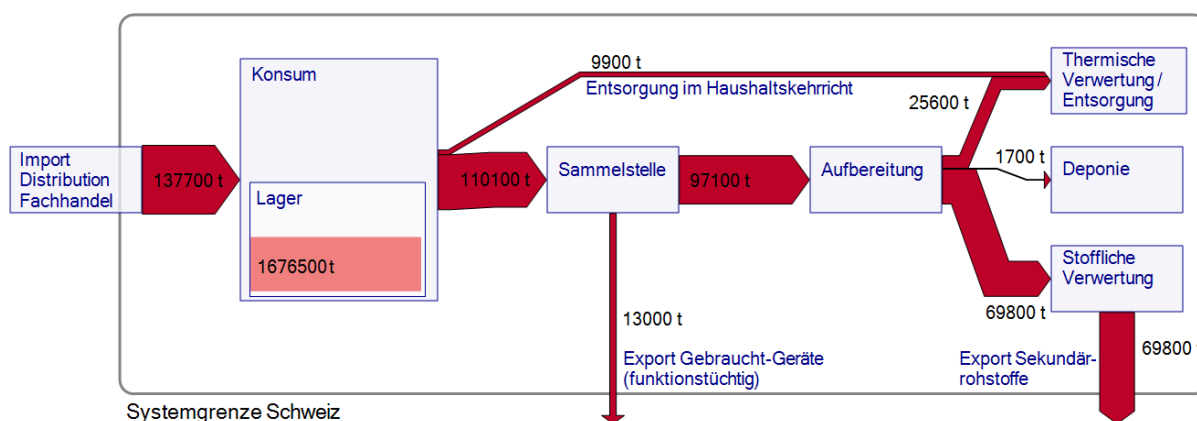 9900 t
Konsum
Thermische
Verwertung /
Entsorgung
Entsorgung im Haushaltskehrricht
25600 t
Import
Distribution
Fachhandel
137700 t
110100 t
Sammelstelle
97100 t
Aufbereitung
1700 t
Deponie
Lager
1676500 t
Stoffliche
Verwertung
69800 t
13000 t
Export Gebraucht-Geräte
(funktionstüchtig)
Export Sekundär-
rohstoffe
69800 t
Systemgrenze Schweiz